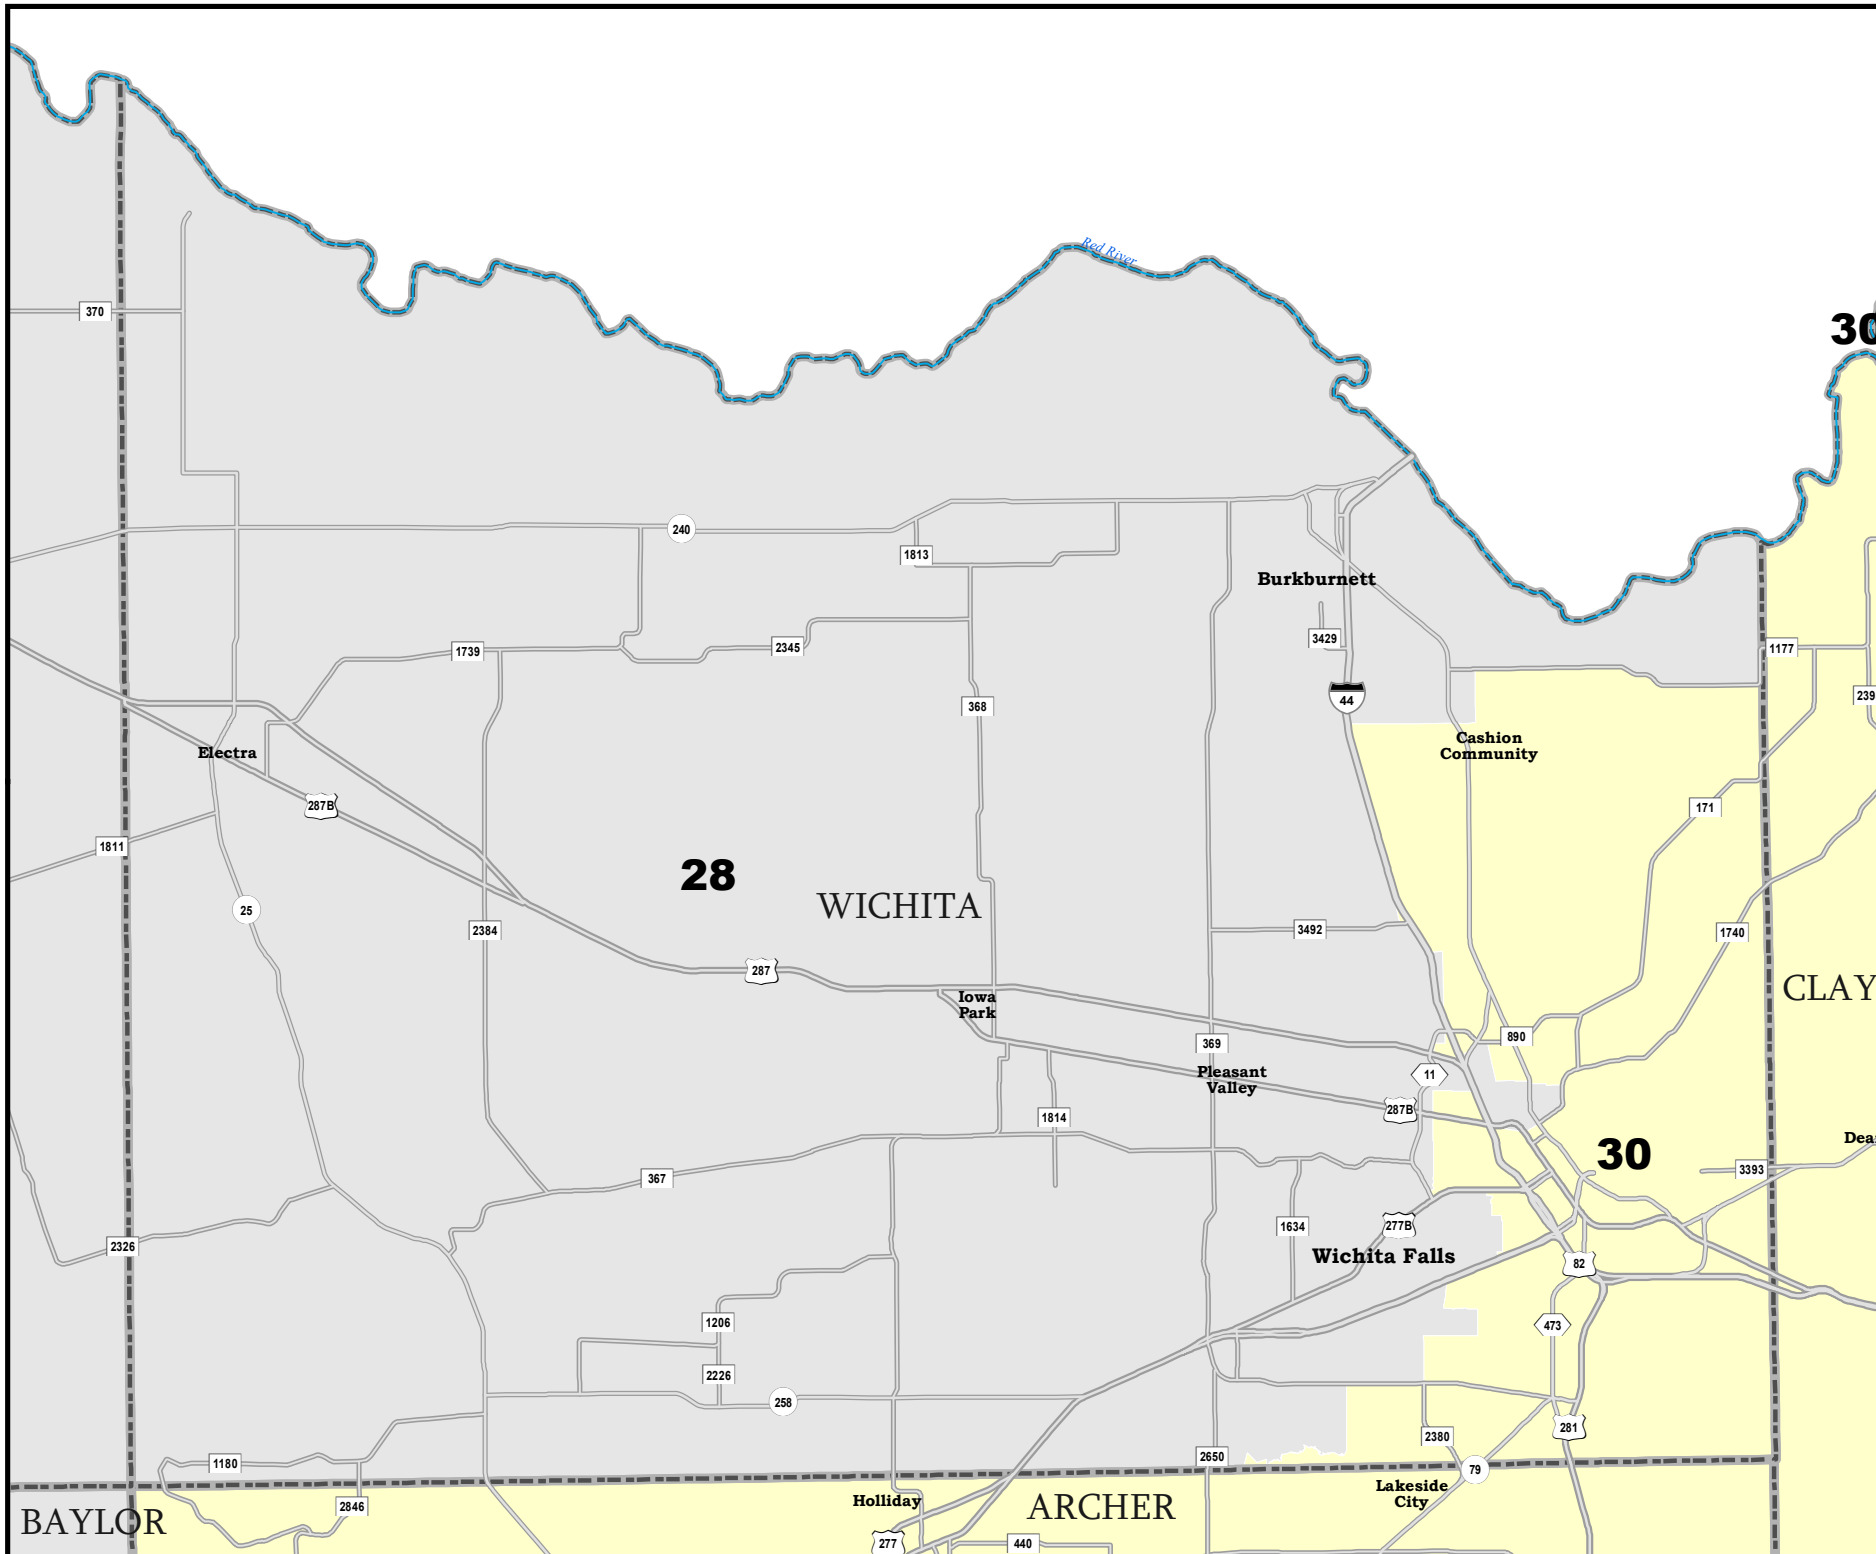 Red River
370
30
240
1813
Burkburnett
3429
1739
2345
1177
44
239
368
Electra
Cashion
Community
287B
171
1811
28
WICHITA
25
2384
3492
1740
287
CLAY
Iowa
Park
369
890
Pleasant
Valley
11
287B
1814
30
Dea
367
3393
1634
277B
2326
Wichita Falls
82
1206
473
2226
258
281
2380
1180
2650
79
Lakeside
City
2846
Holliday
ARCHER
BAYLOR
277
440